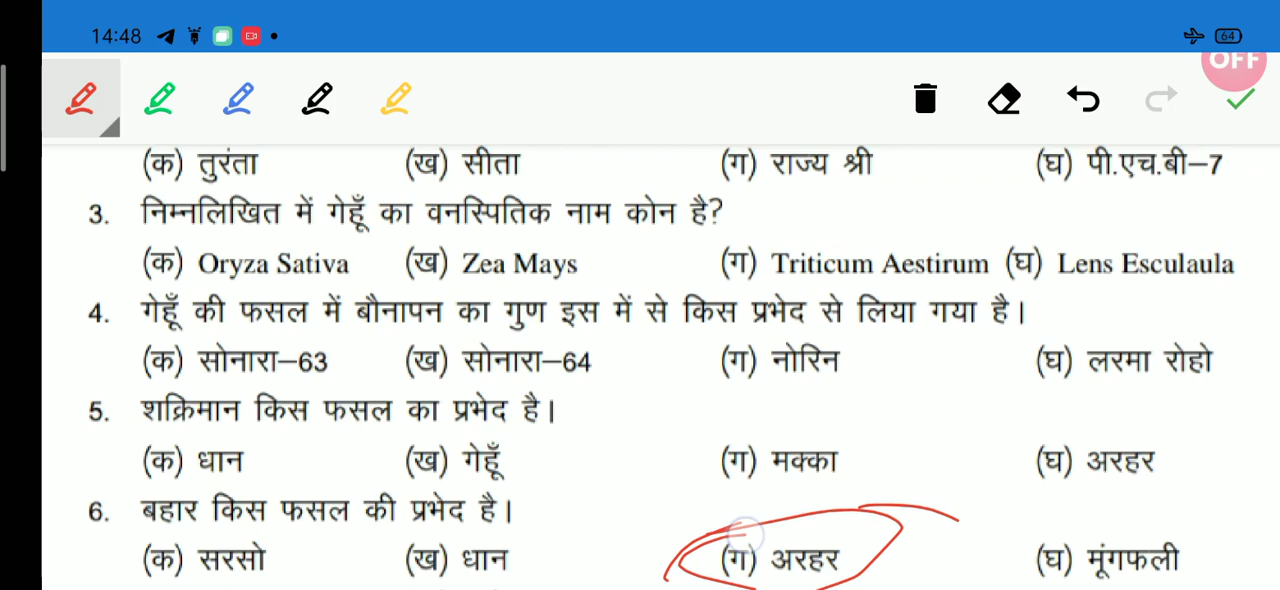 14:48
64
OFF
(क) तुरंता (ख) सीता (ग) राज्य श्री (घ) पी.एच.बी–7
3. निम्नलिखित में गेहूँ का वनस्पितिक नाम कोन है?
(क) Oryza Sativa (ख) Zea Mays (ग) Triticum Aestirum (घ) Lens Esculaula
4. गेहूँ की फसल में बौनापन का गुण इस में से किस प्रभेद से लिया गया है।
(क) सोनारा–63 (ख) सोनारा–64 (ग) नोरिन (घ) लरमा रोहो
5. शक्रिमान किस फसल का प्रभेद है।
(क) धान (ख) गेहूँ (ग) मक्का (घ) अरहर
6. बहार किस फसल की प्रभेद है।
(क) सरसो (ख) धान (ग) अरहर (घ) मूंगफली